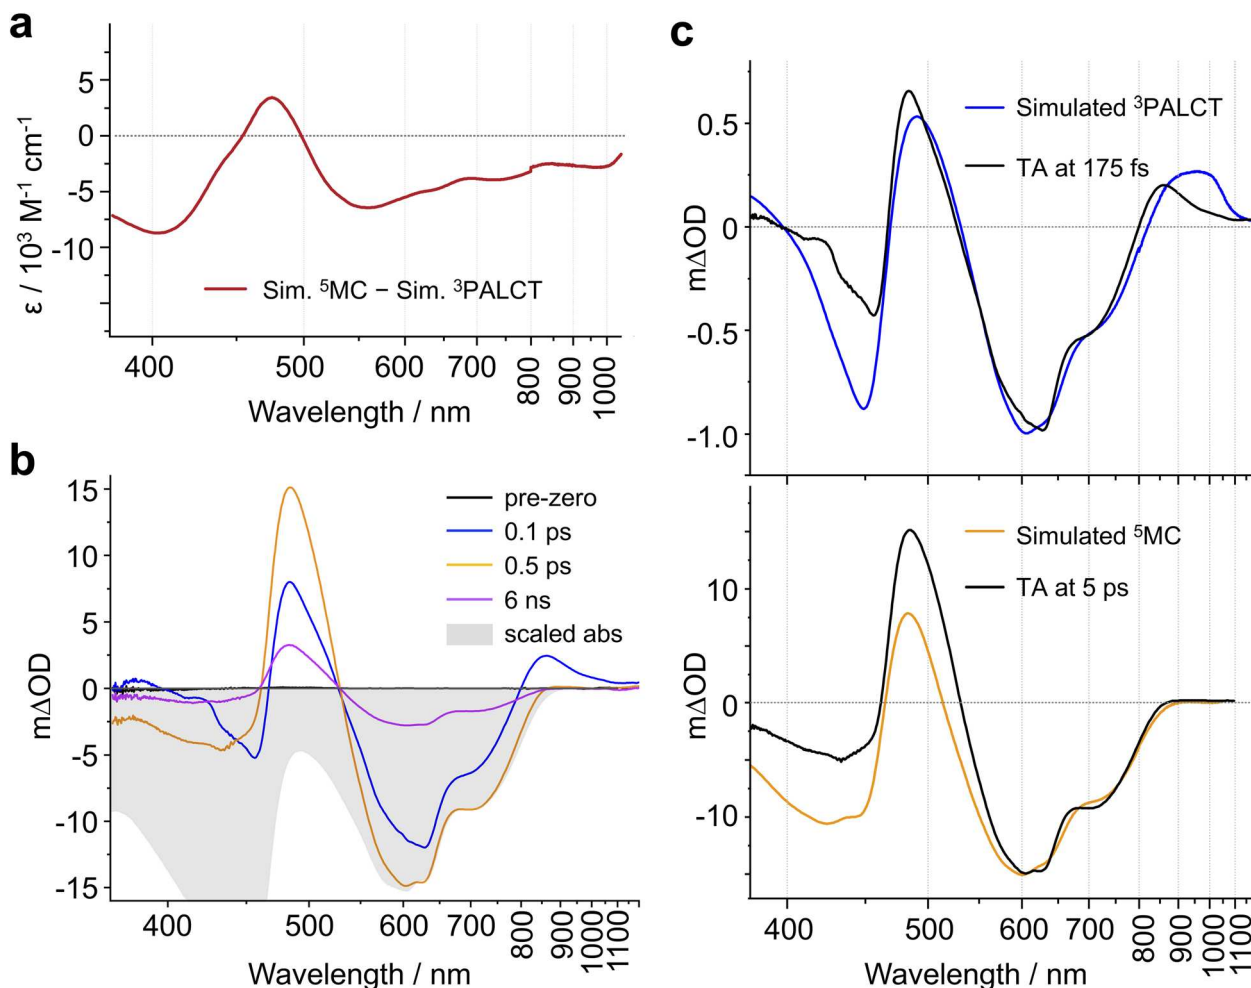 a
5
0
-5
-10
ε / 10³ M⁻¹ cm⁻¹
Sim. ⁵MC – Sim. ³PALCT
400
500
600
700
800
900
1000
Wavelength / nm
b
15
10
5
0
-5
-10
-15
mΔOD
pre-zero
0.1 ps
0.5 ps
6 ns
scaled abs
400
500
600
700
800
900
1000
1100
Wavelength / nm
c
0.5
0
-0.5
-1.0
mΔOD
Simulated ³PALCT
TA at 175 fs
10
0
-10
mΔOD
Simulated ⁵MC
TA at 5 ps
400
500
600
700
800
900
1000
1100
Wavelength / nm